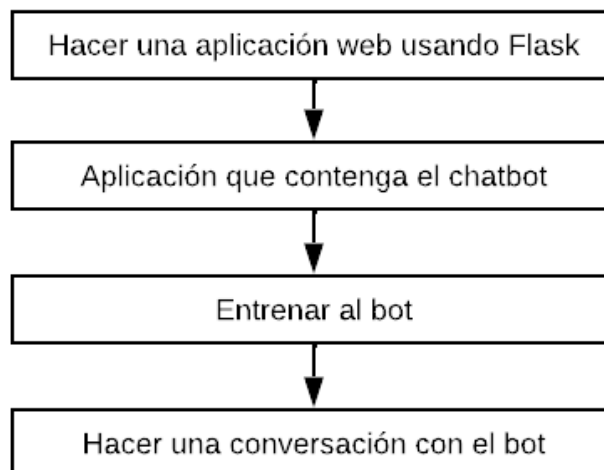 Hacer una aplicación web usando Flask
Aplicación que contenga el chatbot
Entrenar al bot
Hacer una conversación con el bot